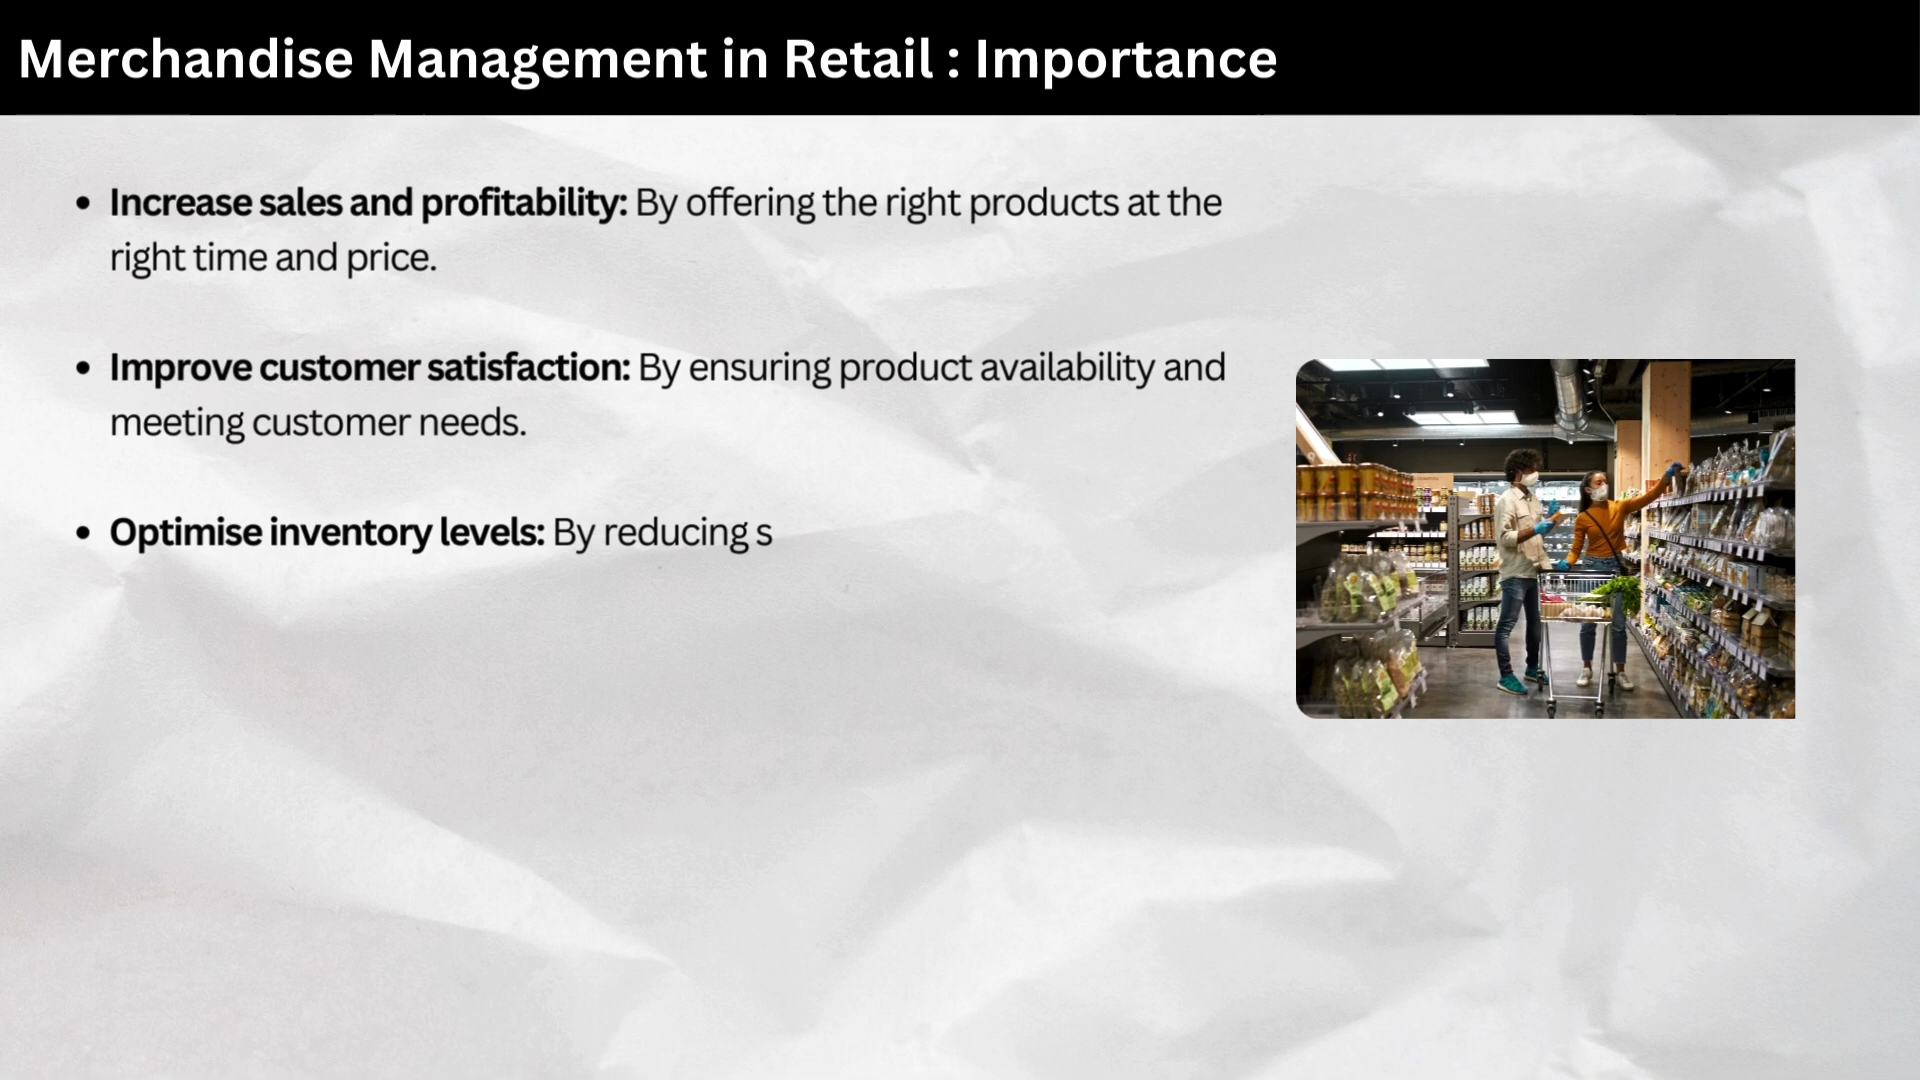 Merchandise Management in Retail : Importance
• Increase sales and profitability: By offering the right products at the
right time and price.
• Improve customer satisfaction: By ensuring product availability and
meeting customer needs.
• Optimise inventory levels: By reducing s